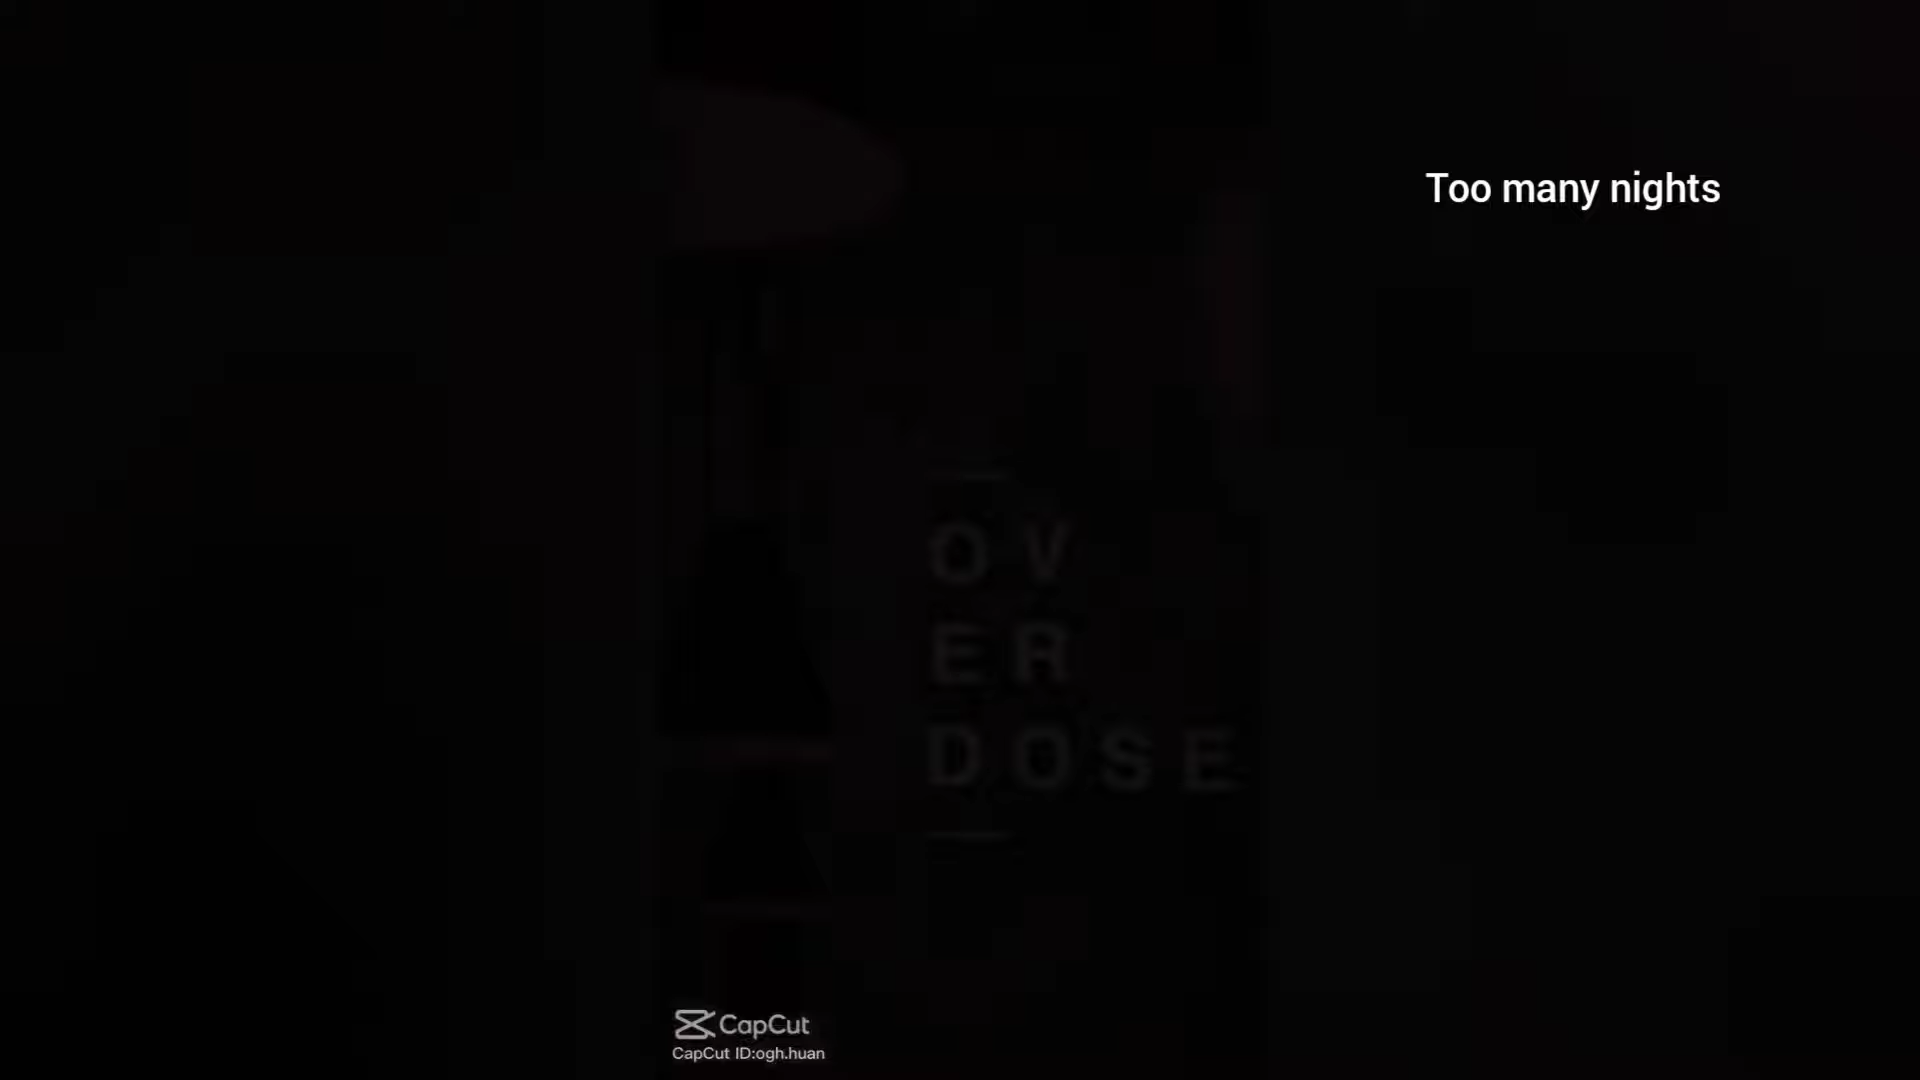 Too many nights
O V
E R
D O S E
CapCut
CapCut ID:ogh.huan